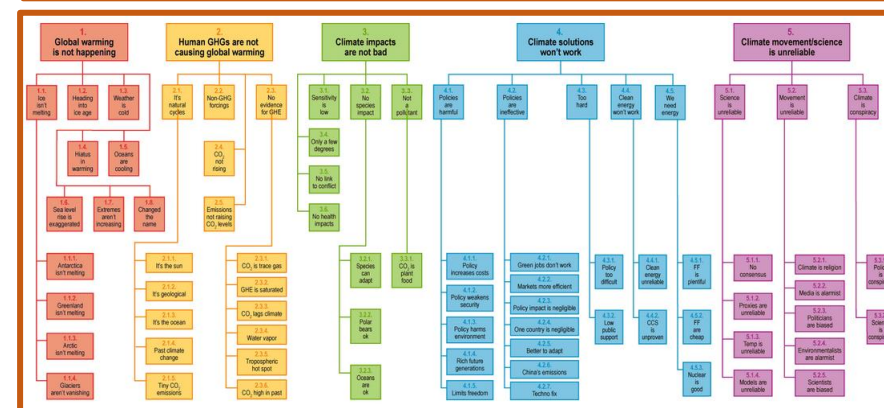 1.
Global warming
is not happening
2.
Human GHGs are not
causing global warming
3.
Climate impacts
are not bad
4.
Climate solutions
won't work
5.
Climate movement/science
is unreliable
1.1.
Ice
isn't
melting
1.2.
Heading
into
ice age
1.3.
Weather
is
cold
1.4.
Hiatus
in
warming
1.5.
Oceans
are
cooling
1.6.
Sea level
rise is
exaggerated
1.7.
Extremes
aren't
increasing
1.8.
Changed
the
name
1.1.1.
Antarctica
isn't melting
1.1.2
Greenland
isn't melting
1.1.3.
Arctic
isn't melting
1.1.4.
Glaciers
aren't vanishing
2.1.
It's
natural
cycles
2.2.
Non-GHG
forcings
2.3.
No
evidence
for GHE
2.4.
CO₂
not
rising
2.5.
Emissions
not raising
CO₂ levels
2.1.1.
It's the sun
2.1.2.
It's geological
2.1.3.
It's the ocean
2.1.4.
Past climate
change
2.1.5.
Tiny CO₂
emissions
2.3.1.
CO₂ is trace gas
2.3.2.
GHE is saturated
2.3.3.
CO₂ lags climate
2.3.4.
Water vapor
2.3.5.
Tropospheric
hot spot
2.3.6.
CO₂ high in past
3.1.
Sensitivity
is
low
3.2.
No
species
impact
2.3.
Not
a
pollutant
3.4.
Only a few
degrees
3.5.
No link
to conflict
3.6.
No health
impacts
3.2.1.
Species
can
adapt
3.2.2.
Polar
bears
ok
3.2.3.
Oceans
are
ok
3.3.1.
CO₂ is
plant
food
4.1.
Policies
are
harmful
4.2.
Policies
are
ineffective
4.3.
Too
hard
4.4.
Clean
energy
won't work
4.5.
We
need
energy
4.1.1.
Policy
increases costs
4.1.2.
Policy weakens
security
4.1.3.
Policy harms
environment
4.1.4.
Rich future
generations
4.1.5.
Limits freedom
4.2.1.
Green jobs don't work
4.2.2.
Markets more efficient
4.2.3.
Policy impact is negligible
4.2.4.
One country is negligible
4.2.5.
Better to adapt
4.2.6.
China's emissions
4.2.7.
Techno fix
4.3.1.
Policy
too
difficult
4.3.2.
Low
public
support
4.4.1.
Clean
energy
unreliable
4.4.2.
CCS
is
unproven
4.5.1.
FF
is
plentiful
4.5.2.
FF
are
cheap
4.5.3.
Nuclear
is
good
5.1.
Science
is
unreliable
5.2.
Movement
is
unreliable
5.3.
Climate
is
conspiracy
5.1.1.
No
consensus
5.1.2.
Proxies are
unreliable
5.1.3.
Temp is
unreliable
5.1.4.
Models are
unreliable
5.2.1.
Climate is religion
5.2.2.
Media is alarmist
5.2.3.
Politicians
are biased
5.2.4.
Environmentalists
are alarmist
5.2.5.
Scientists
are biased